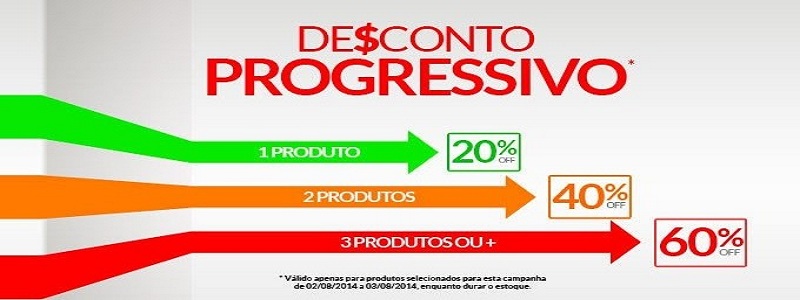 DE$CONTO
PROGRESSIVO*
1 PRODUTO 20% OFF
2 PRODUTOS 40% OFF
3 PRODUTOS OU + 60% OFF
* Válido apenas para produtos selecionados para esta campanha
de 02/08/2014 a 03/08/2014, enquanto durar o estoque.